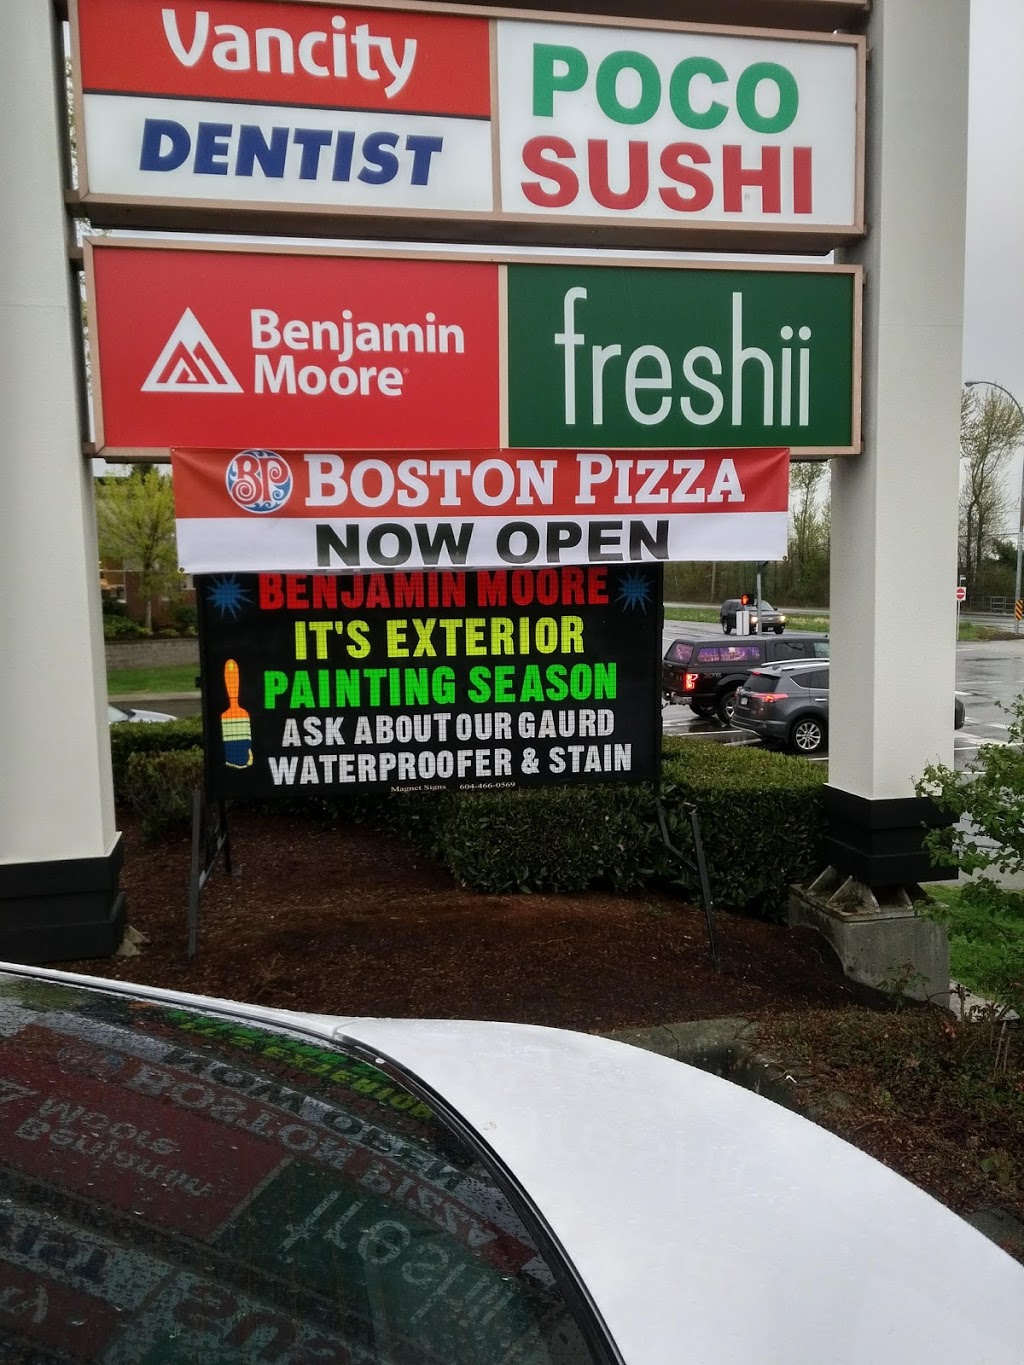 Vancity
DENTIST
POCO
SUSHI
Benjamin
Moore
freshii
BP BOSTON PIZZA
NOW OPEN
BENJAMIN MOORE
IT'S EXTERIOR
PAINTING SEASON
ASK ABOUT OUR GAURD
WATERPROOFER & STAIN
Magnet Signs 604-466-0569